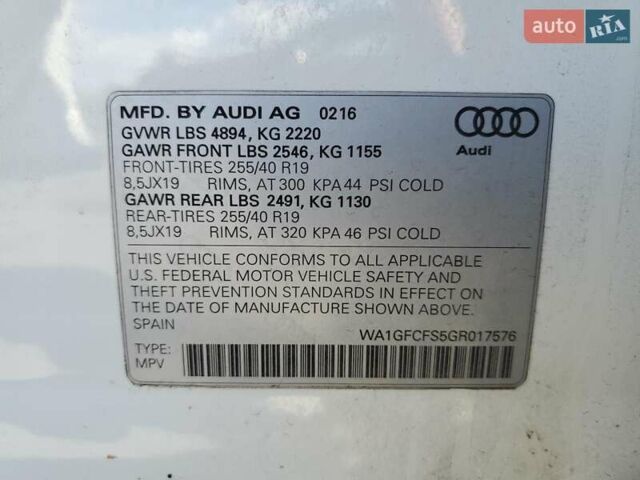 auto RIA.com
MFD. BY AUDI AG 0216
GVWR LBS 4894, KG 2220
GAWR FRONT LBS 2546, KG 1155
Audi
FRONT-TIRES 255/40 R19
8,5JX19 RIMS, AT 300 KPA 44 PSI COLD
GAWR REAR LBS 2491, KG 1130
REAR-TIRES 255/40 R19
8,5JX19 RIMS, AT 320 KPA 46 PSI COLD
THIS VEHICLE CONFORMS TO ALL APPLICABLE
U.S. FEDERAL MOTOR VEHICLE SAFETY AND
THEFT PREVENTION STANDARDS IN EFFECT ON
THE DATE OF MANUFACTURE SHOWN ABOVE.
SPAIN
WA1GFCFS5GR017576
TYPE:
MPV